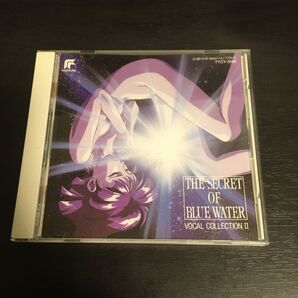 THE SECRET
OF
BLUE WATER
VOCAL COLLECTION II